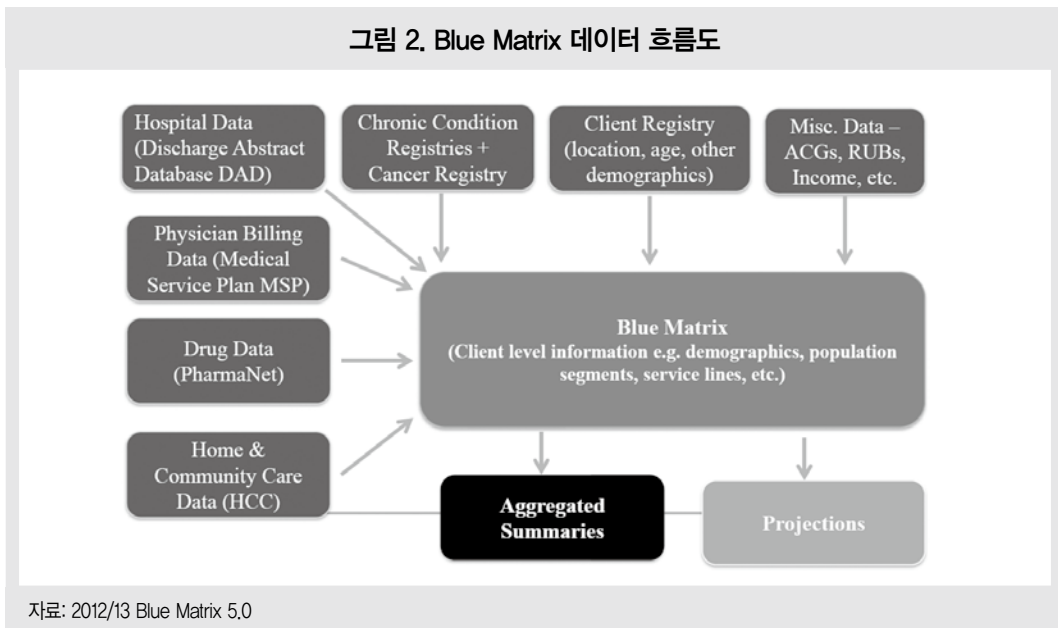 그림 2. Blue Matrix 데이터 흐름도
Hospital Data
(Discharge Abstract
Database DAD)
Chronic Condition
Registries +
Cancer Registry
Client Registry
(location, age, other
demographics)
Misc. Data –
ACGs, RUBs,
Income, etc.
Physician Billing
Data (Medical
Service Plan MSP)
Drug Data
(PharmaNet)
Home &
Community Care
Data (HCC)
Blue Matrix
(Client level information e.g. demographics, population
segments, service lines, etc.)
Aggregated
Summaries
Projections
자료: 2012/13 Blue Matrix 5.0